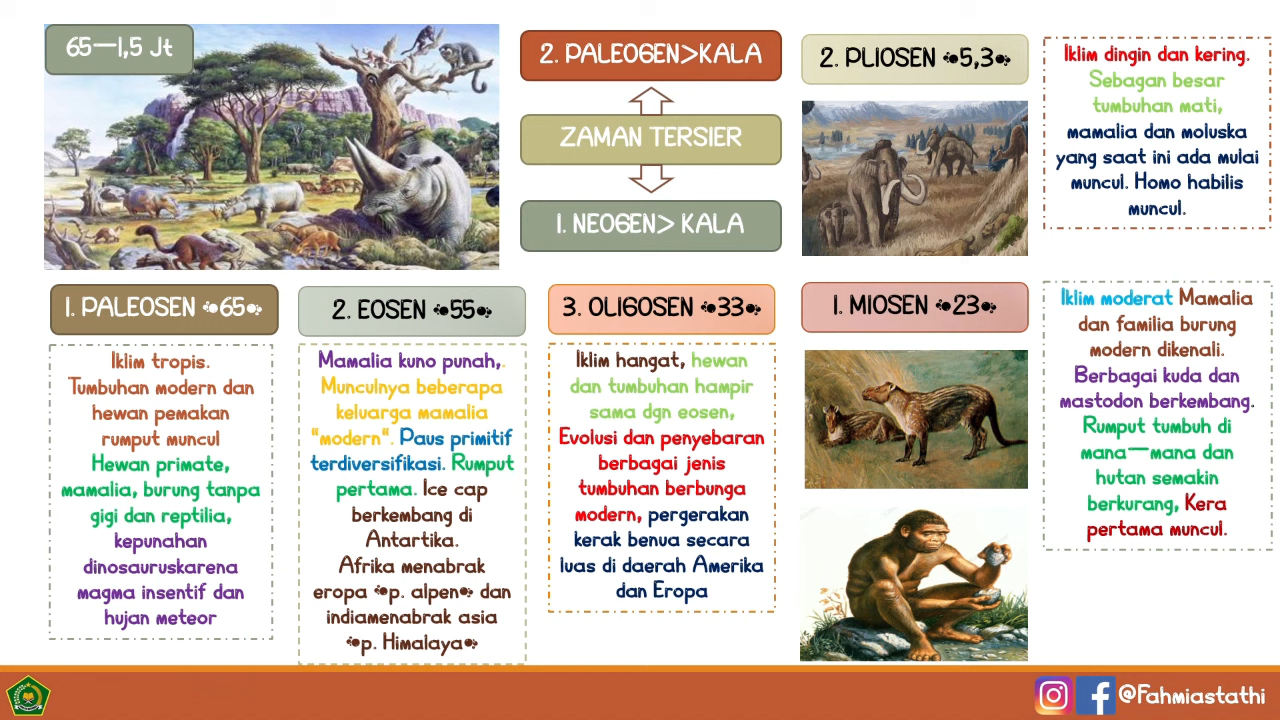 65—1,5 Jt
2. PALEOGEN>KALA
ZAMAN TERSIER
1. NEOGEN> KALA
2. PLIOSEN 5,3
Iklim dingin dan kering.
Sebagan besar
tumbuhan mati,
mamalia dan moluska
yang saat ini ada mulai
muncul. Homo habilis
muncul.
1. PALEOSEN 65
Iklim tropis.
Tumbuhan modern dan
hewan pemakan
rumput muncul
Hewan primate,
mamalia, burung tanpa
gigi dan reptilia,
kepunahan
dinosauruskarena
magma insentif dan
hujan meteor
2. EOSEN 55
Mamalia kuno punah,.
Munculnya beberapa
keluarga mamalia
"modern". Paus primitif
terdiversifikasi. Rumput
pertama. Ice cap
berkembang di
Antartika.
Afrika menabrak
eropa p. alpen dan
indiamenabrak asia
p. Himalaya
3. OLIGOSEN 33
Iklim hangat, hewan
dan tumbuhan hampir
sama dgn eosen,
Evolusi dan penyebaran
berbagai jenis
tumbuhan berbunga
modern, pergerakan
kerak benua secara
luas di daerah Amerika
dan Eropa
1. MIOSEN 23
Iklim moderat Mamalia
dan familia burung
modern dikenali.
Berbagai kuda dan
mastodon berkembang.
Rumput tumbuh di
mana—mana dan
hutan semakin
berkurang, Kera
pertama muncul.
@Fahmiastathi